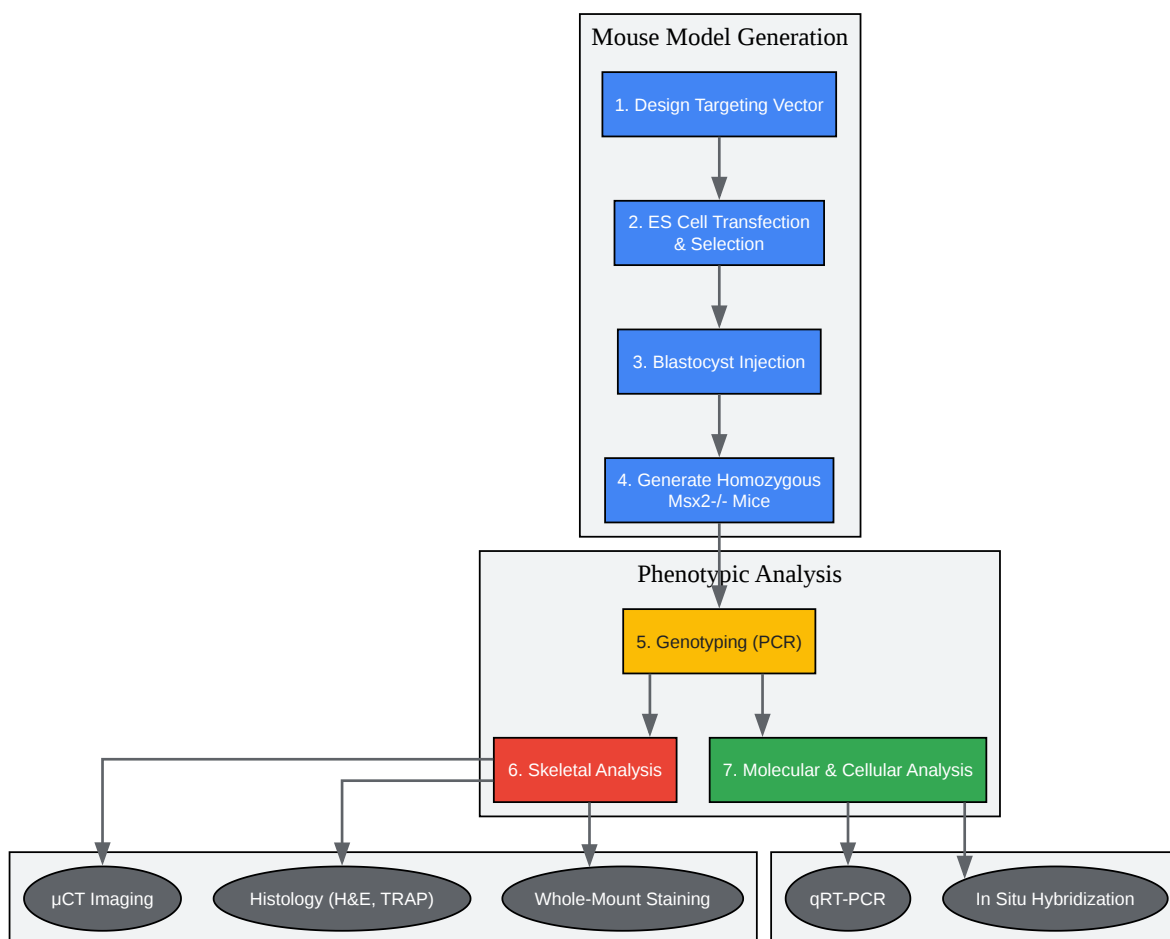 Mouse Model Generation
1. Design Targeting Vector
2. ES Cell Transfection
& Selection
3. Blastocyst Injection
4. Generate Homozygous
Msx2-/- Mice
Phenotypic Analysis
5. Genotyping (PCR)
6. Skeletal Analysis
7. Molecular & Cellular Analysis
µCT Imaging
Histology (H&E, TRAP)
Whole-Mount Staining
qRT-PCR
In Situ Hybridization